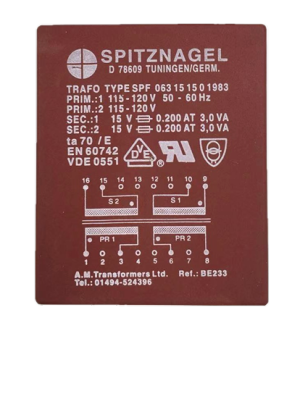 SPITZNAGEL
D 78609 TUNINGEN/GERM.
TRAFO TYPE SPF 063 15 15 0 1983
PRIM.:1 115-120 V 50 - 60 Hz
PRIM.:2 115-120 V
SEC.:1 15 V 0.200 AT 3,0 VA
SEC.:2 15 V 0.200 AT 3,0 VA
ta 70 / E
EN 60742
VDE 0551
16 15 14 13 12 11 10 9
S 2 S 1
PR 1 PR 2
1 2 3 4 5 6 7 8
A.M.Transformers Ltd. Ref.: BE233
Tel.: 01494-524396